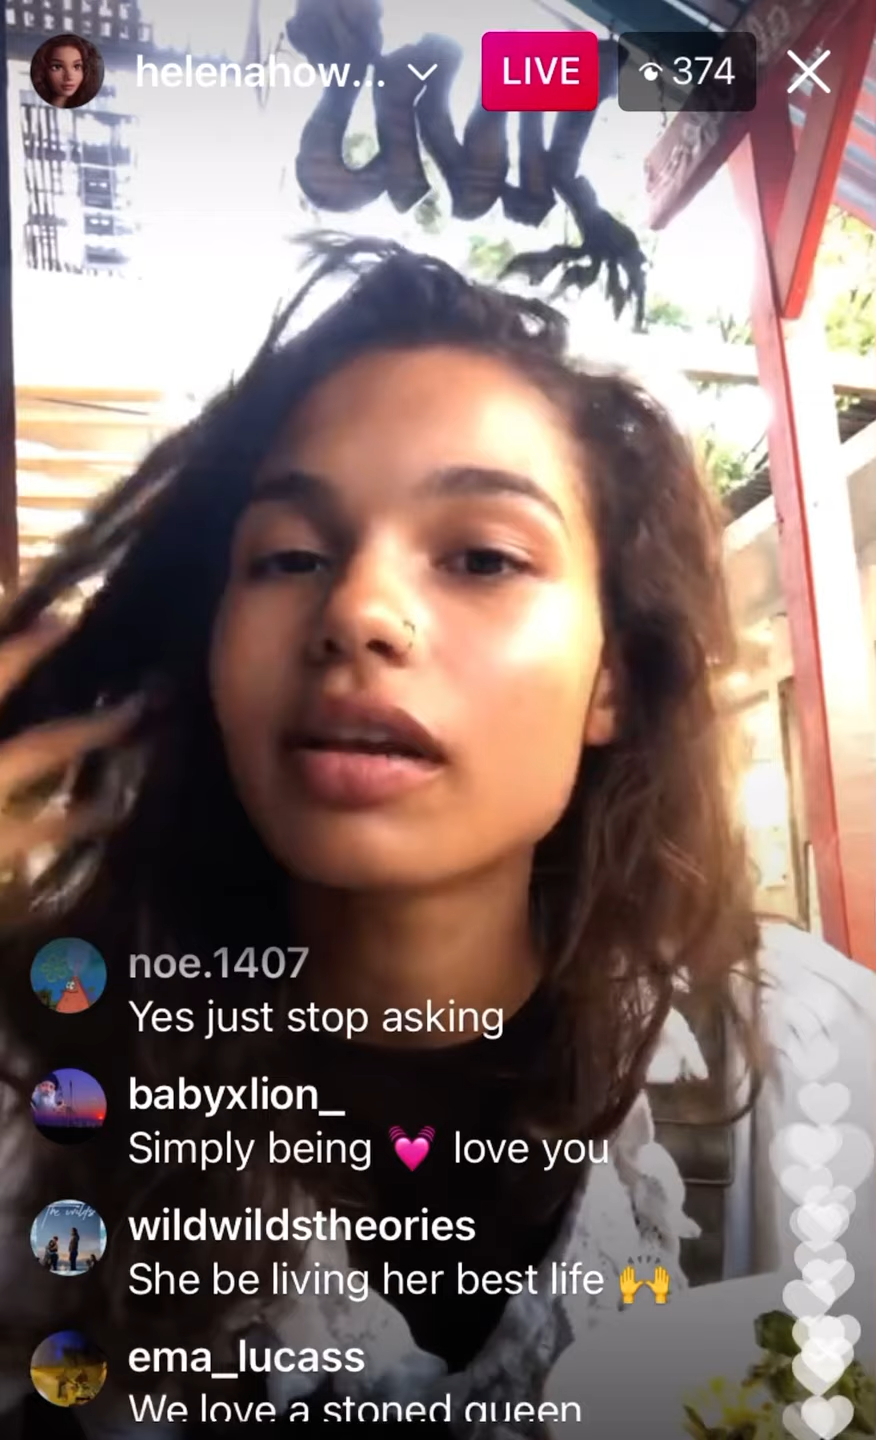 helenahow...
LIVE
374
noe.1407
Yes just stop asking
babyxlion_
Simply being 💓 love you
wildwildstheories
She be living her best life 🙌
ema_lucass
We love a stoned queen